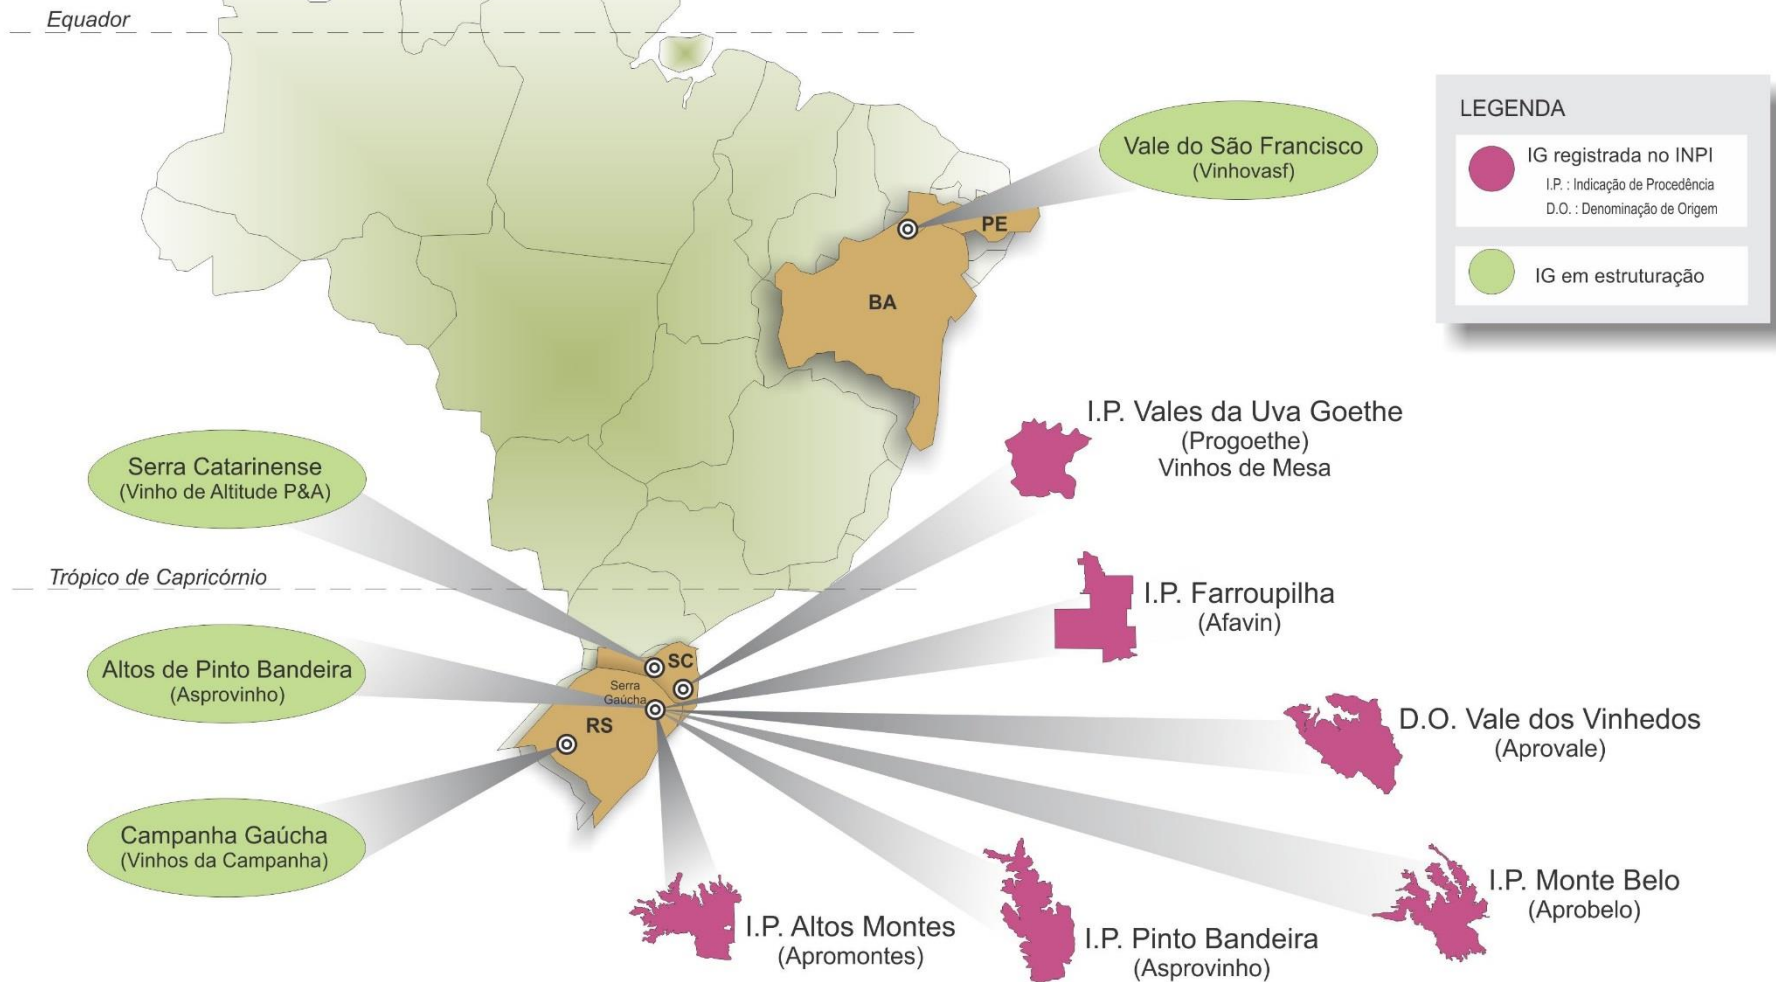 Equador
Vale do São Francisco
(Vinhovasf)
LEGENDA
IG registrada no INPI
I.P. : Indicação de Procedência
D.O. : Denominação de Origem
IG em estruturação
PE
BA
I.P. Vales da Uva Goethe
(Progoethe)
Vinhos de Mesa
Serra Catarinense
(Vinho de Altitude P&A)
Trópico de Capricórnio
I.P. Farroupilha
(Afavin)
Altos de Pinto Bandeira
(Asprovinho)
SC
Serra
Gaúcha
RS
D.O. Vale dos Vinhedos
(Aprovale)
Campanha Gaúcha
(Vinhos da Campanha)
I.P. Monte Belo
(Aprobelo)
I.P. Altos Montes
(Apromontes)
I.P. Pinto Bandeira
(Asprovinho)